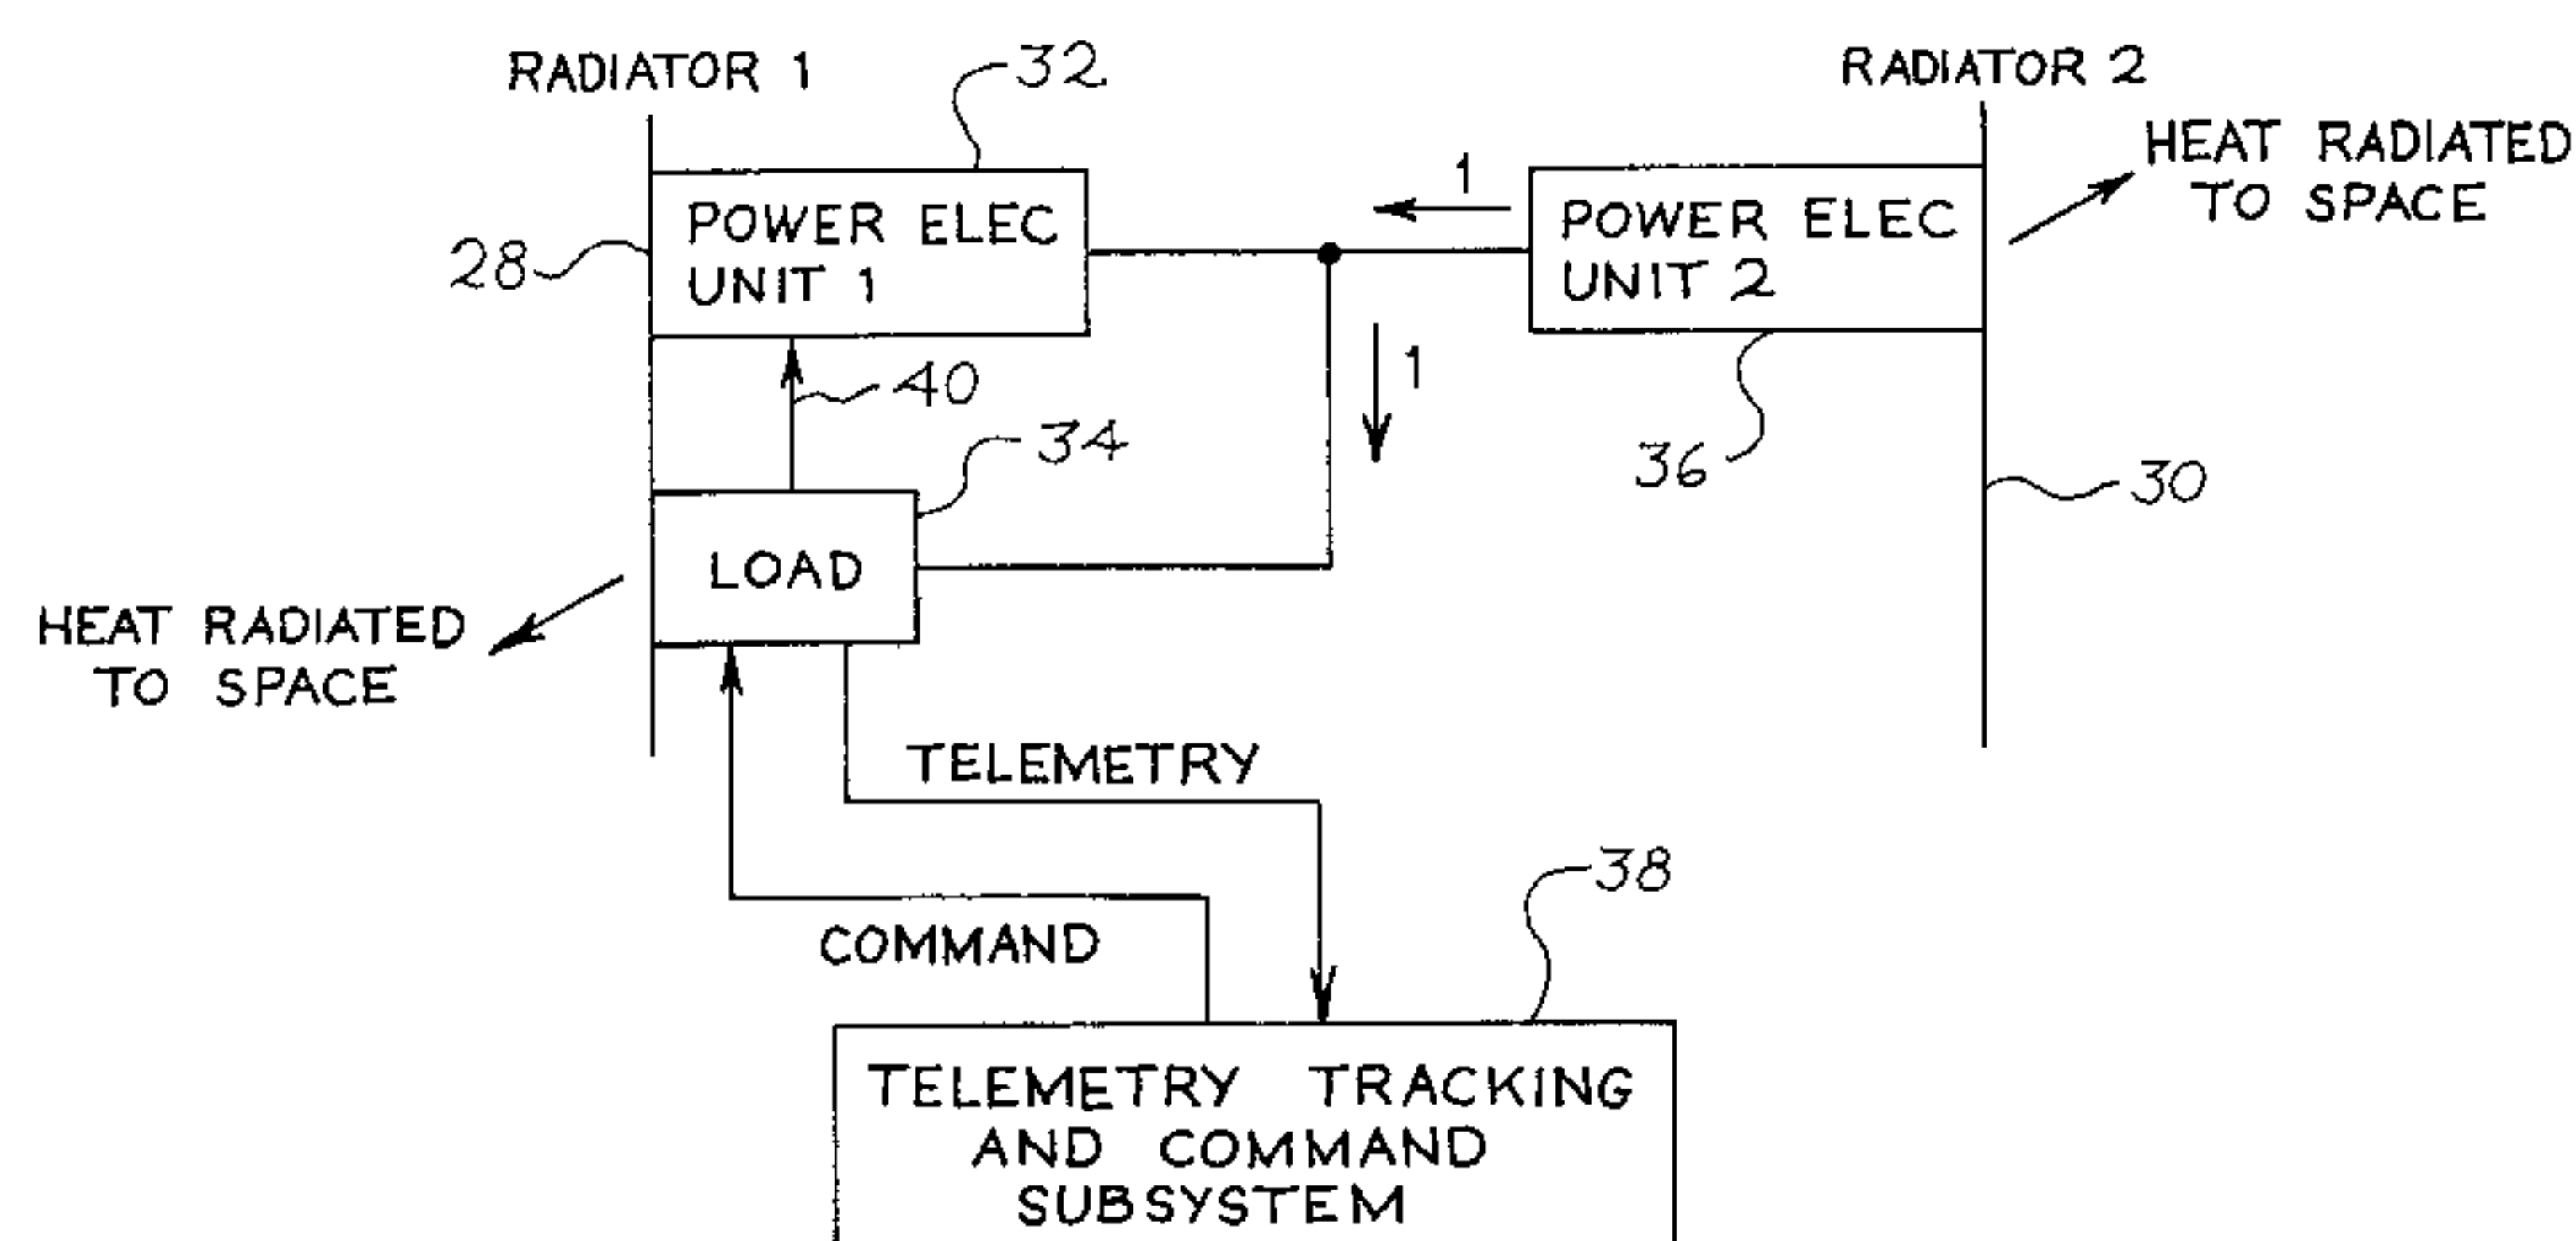 RADIATOR 1
32
RADIATOR 2
HEAT RADIATED
TO SPACE
1
POWER ELEC
UNIT 1
POWER ELEC
UNIT 2
28
1
40
34
36
30
LOAD
HEAT RADIATED
TO SPACE
TELEMETRY
38
COMMAND
TELEMETRY TRACKING
AND COMMAND
SUBSYSTEM